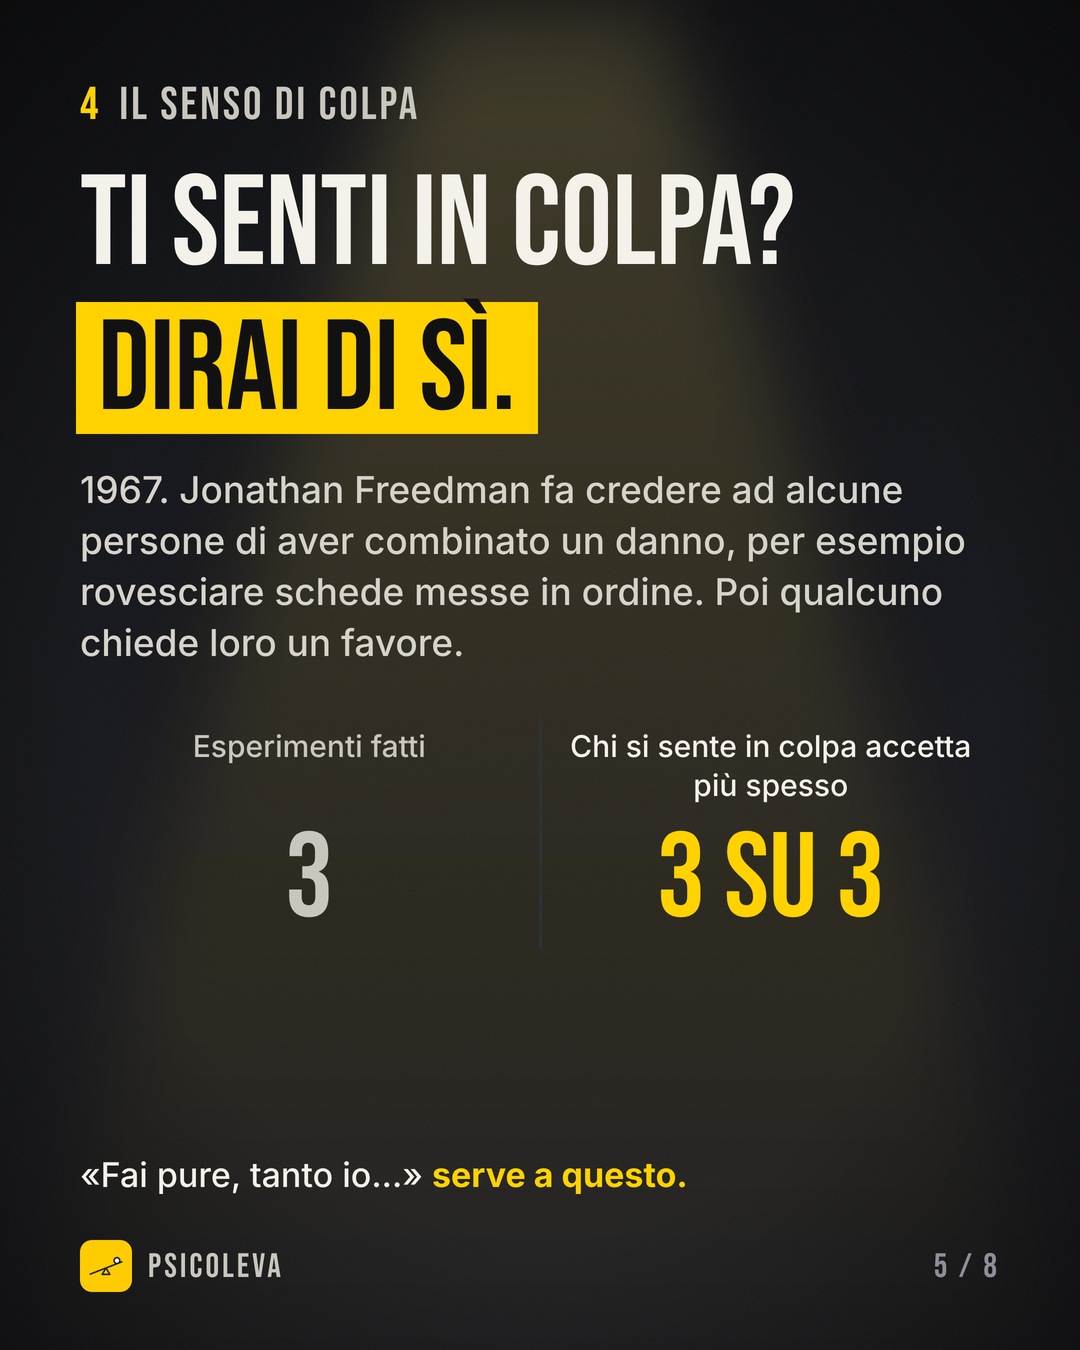 4 IL SENSO DI COLPA
TI SENTI IN COLPA?
DIRAI DI SÌ.
1967. Jonathan Freedman fa credere ad alcune
persone di aver combinato un danno, per esempio
rovesciare schede messe in ordine. Poi qualcuno
chiede loro un favore.
Esperimenti fatti
3
Chi si sente in colpa accetta
più spesso
3 SU 3
«Fai pure, tanto io...» serve a questo.
PSICOLEVA
5 / 8